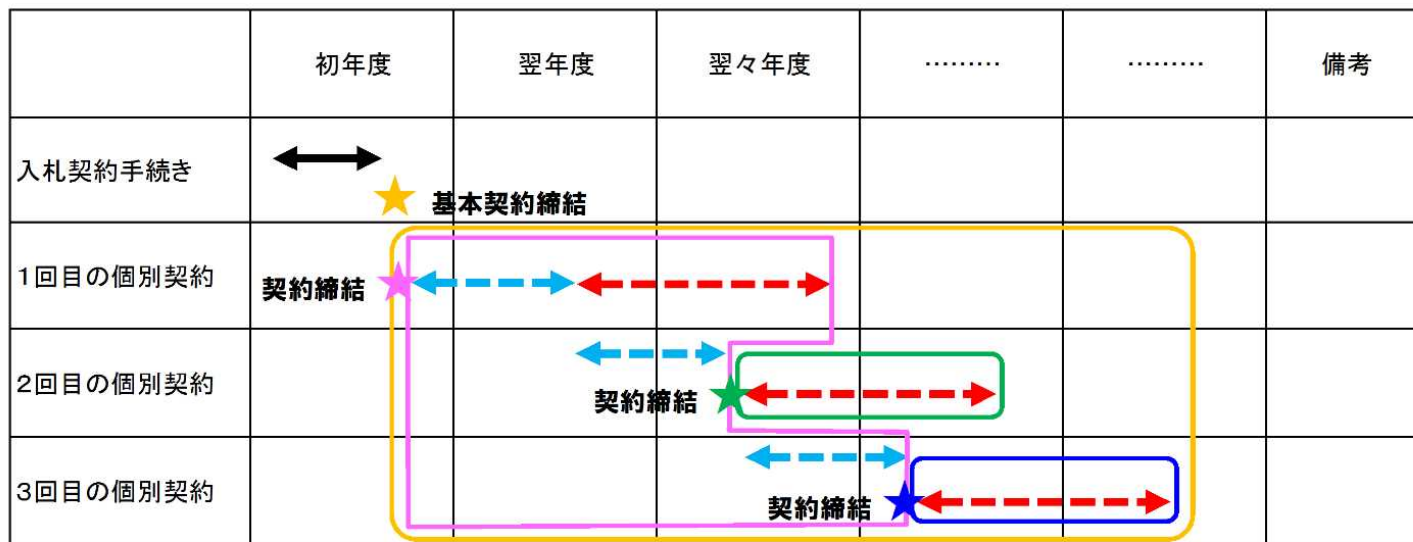 初年度 翌年度 翌々年度 ……… ……… 備考
入札契約手続き
基本契約締結
1回目の個別契約
契約締結
2回目の個別契約
契約締結
3回目の個別契約
契約締結